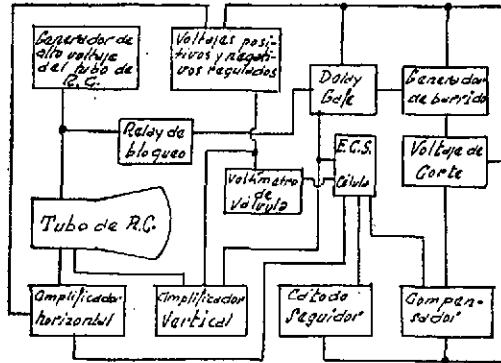 Generador de
alto voltaje
del tubo de
R.C.
Voltajes posi-
tivos y negati-
vos regulados
Delay
Gate
Generador
de barrido
Relay de
bloqueo
E.C.S.
Célula
Voltaje de
Corte
Voltímetro
de
Válvula
Tubo de R.C.
Amplificador
horizontal
Amplificador
Vertical
Cátodo
Seguidor
Compen-
sador